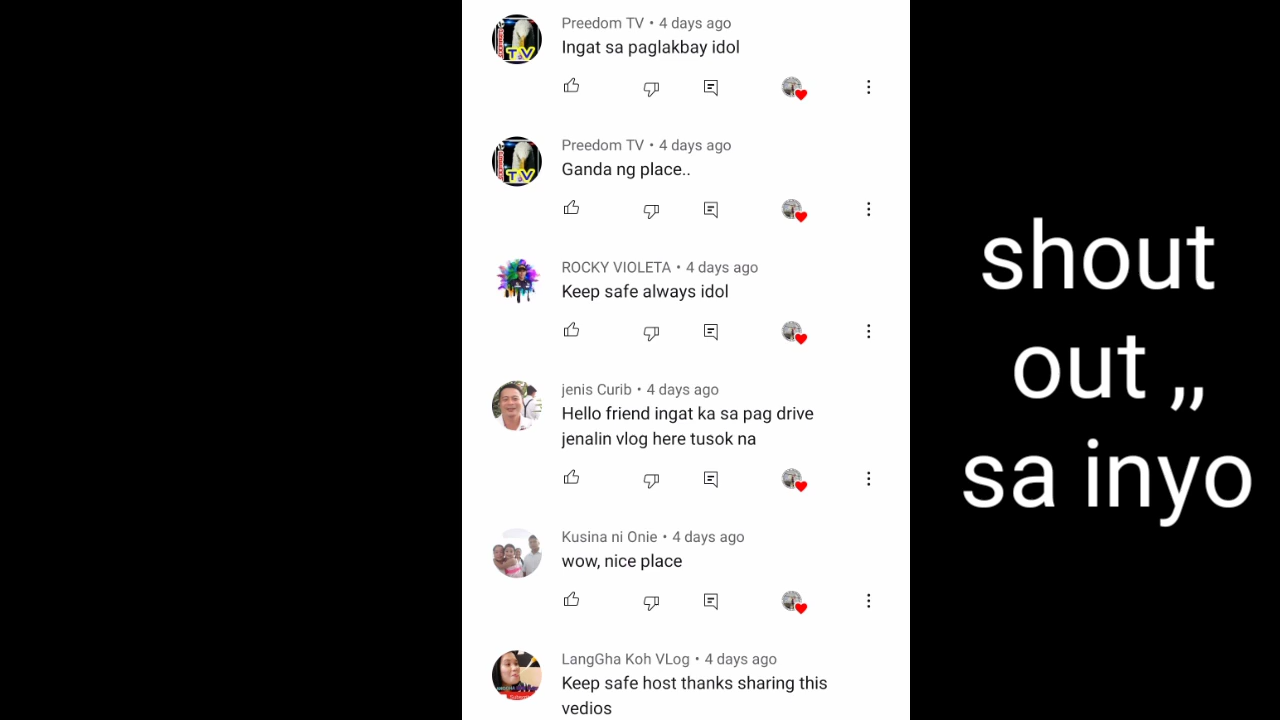 Preedom TV • 4 days ago
Ingat sa paglakbay idol
Preedom TV • 4 days ago
Ganda ng place..
ROCKY VIOLETA • 4 days ago
Keep safe always idol
jenis Curib • 4 days ago
Hello friend ingat ka sa pag drive
jenalin vlog here tusok na
Kusina ni Onie • 4 days ago
wow, nice place
LangGha Koh VLog • 4 days ago
Keep safe host thanks sharing this
vedios
shout
out ,,
sa inyo